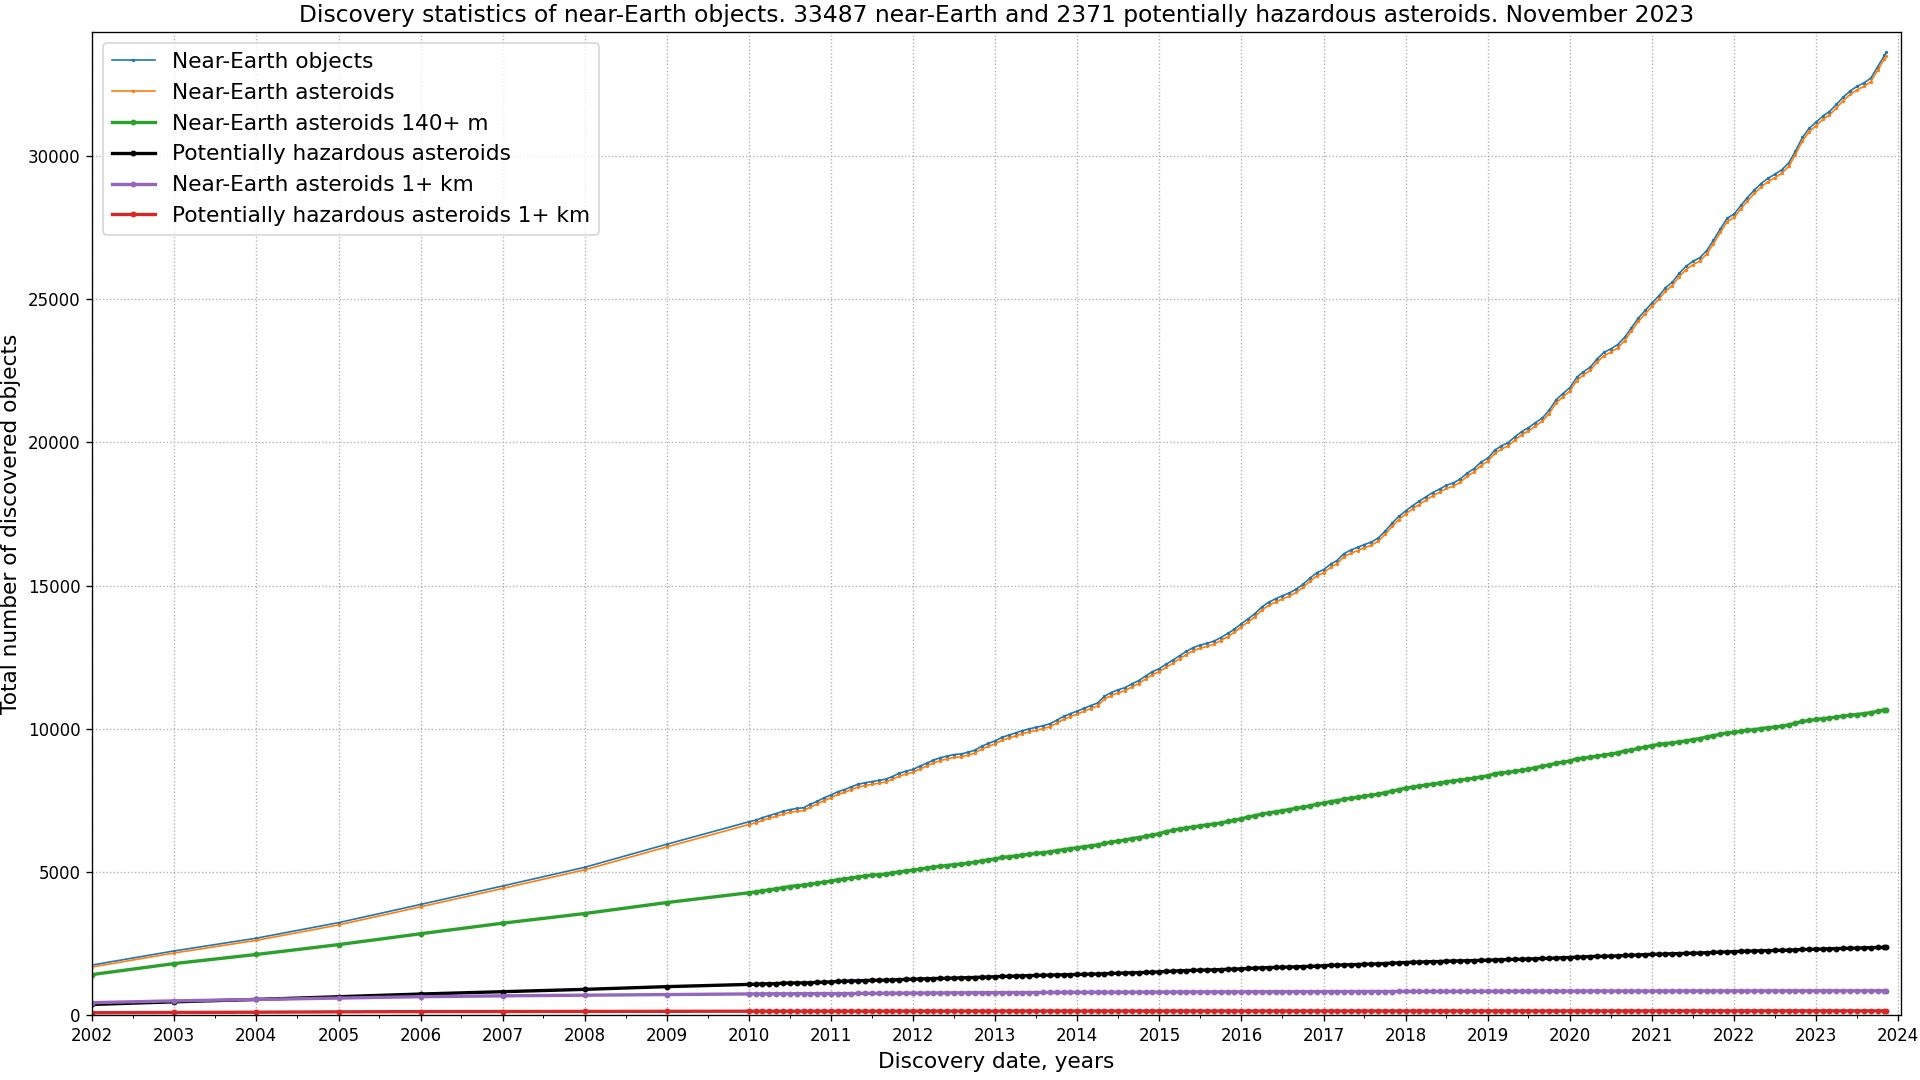 Discovery statistics of near-Earth objects. 33487 near-Earth and 2371 potentially hazardous asteroids. November 2023
Near-Earth objects
Near-Earth asteroids
Near-Earth asteroids 140+ m
Potentially hazardous asteroids
Near-Earth asteroids 1+ km
Potentially hazardous asteroids 1+ km
Total number of discovered objects
30000
25000
20000
15000
10000
5000
0
2002 2003 2004 2005 2006 2007 2008 2009 2010 2011 2012 2013 2014 2015 2016 2017 2018 2019 2020 2021 2022 2023 2024
Discovery date, years